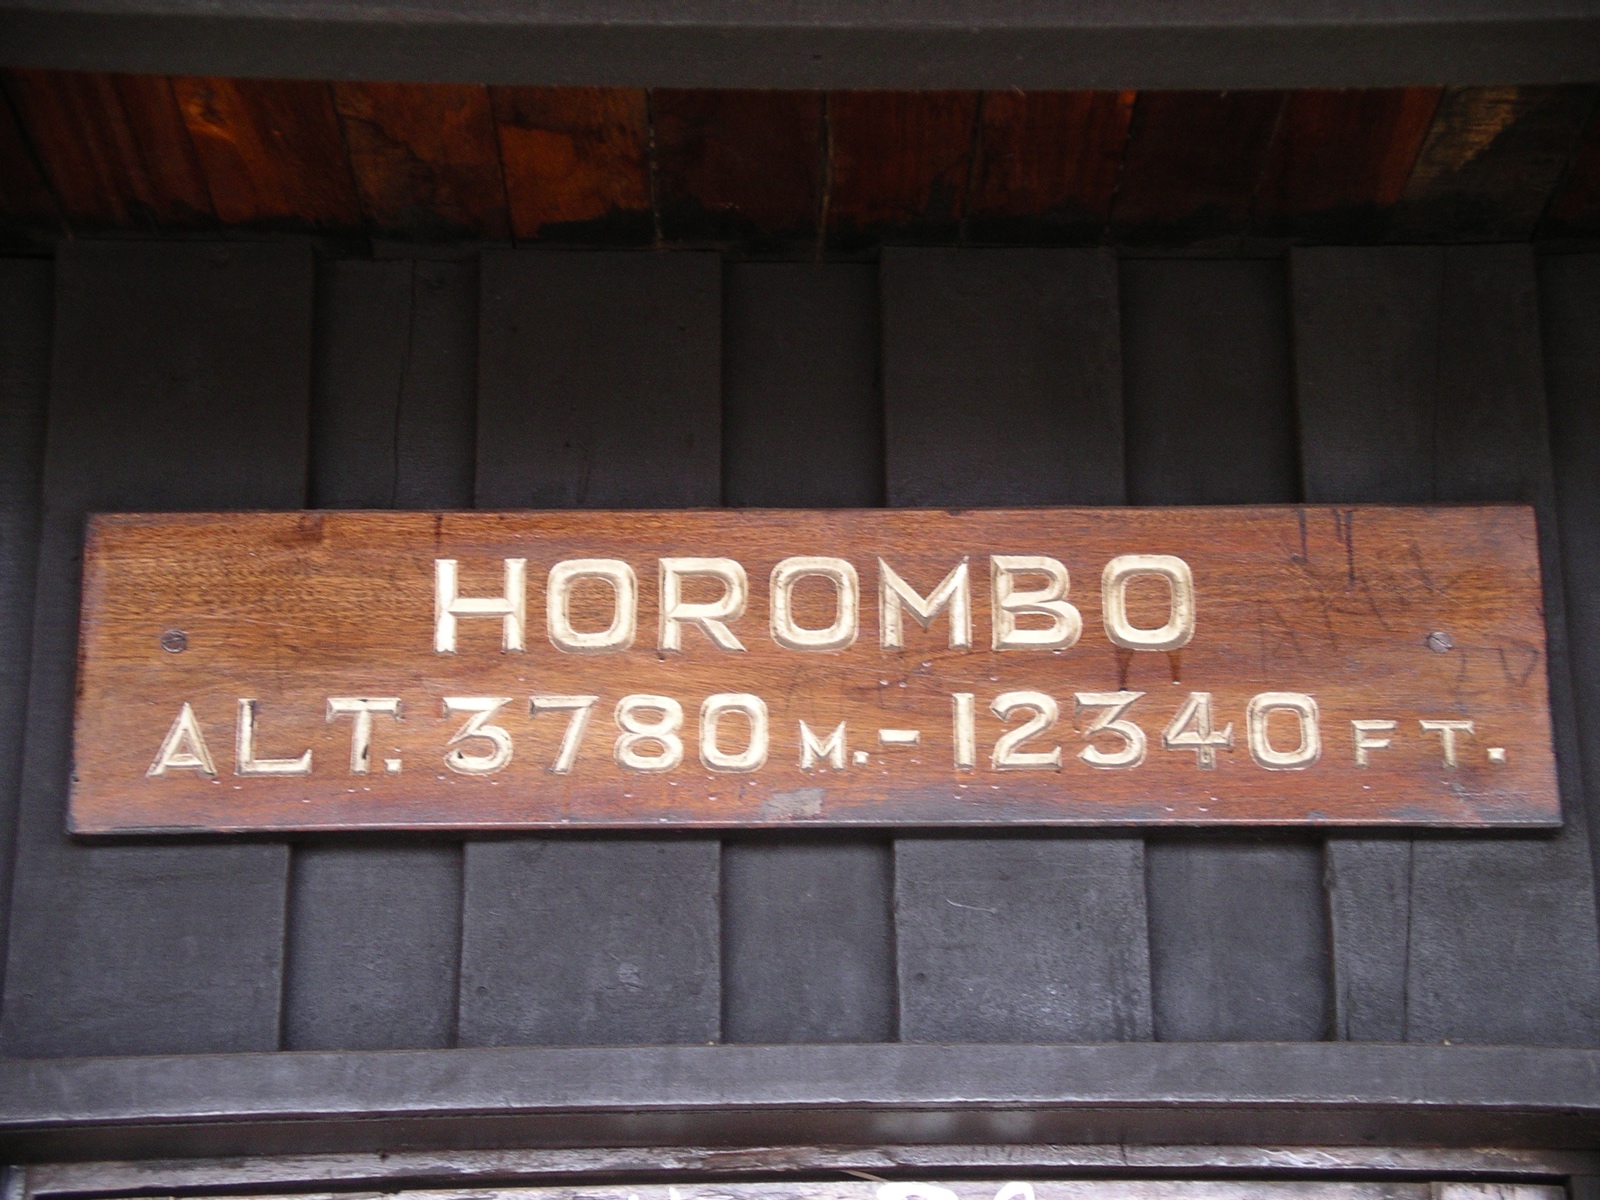 HOROMBO
ALT. 3780 M.- 12340 FT.